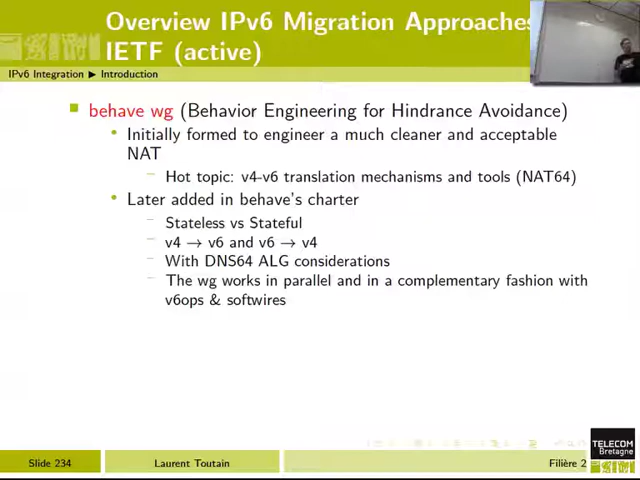 Overview IPv6 Migration Approaches
IETF (active)
IPv6 Integration ▶ Introduction
behave wg (Behavior Engineering for Hindrance Avoidance)
Initially formed to engineer a much cleaner and acceptable
NAT
Hot topic: v4-v6 translation mechanisms and tools (NAT64)
Later added in behave's charter
Stateless vs Stateful
v4 → v6 and v6 → v4
With DNS64 ALG considerations
The wg works in parallel and in a complementary fashion with
v6ops & softwires
TELECOM
Bretagne
Slide 234
Laurent Toutain
Filière 2